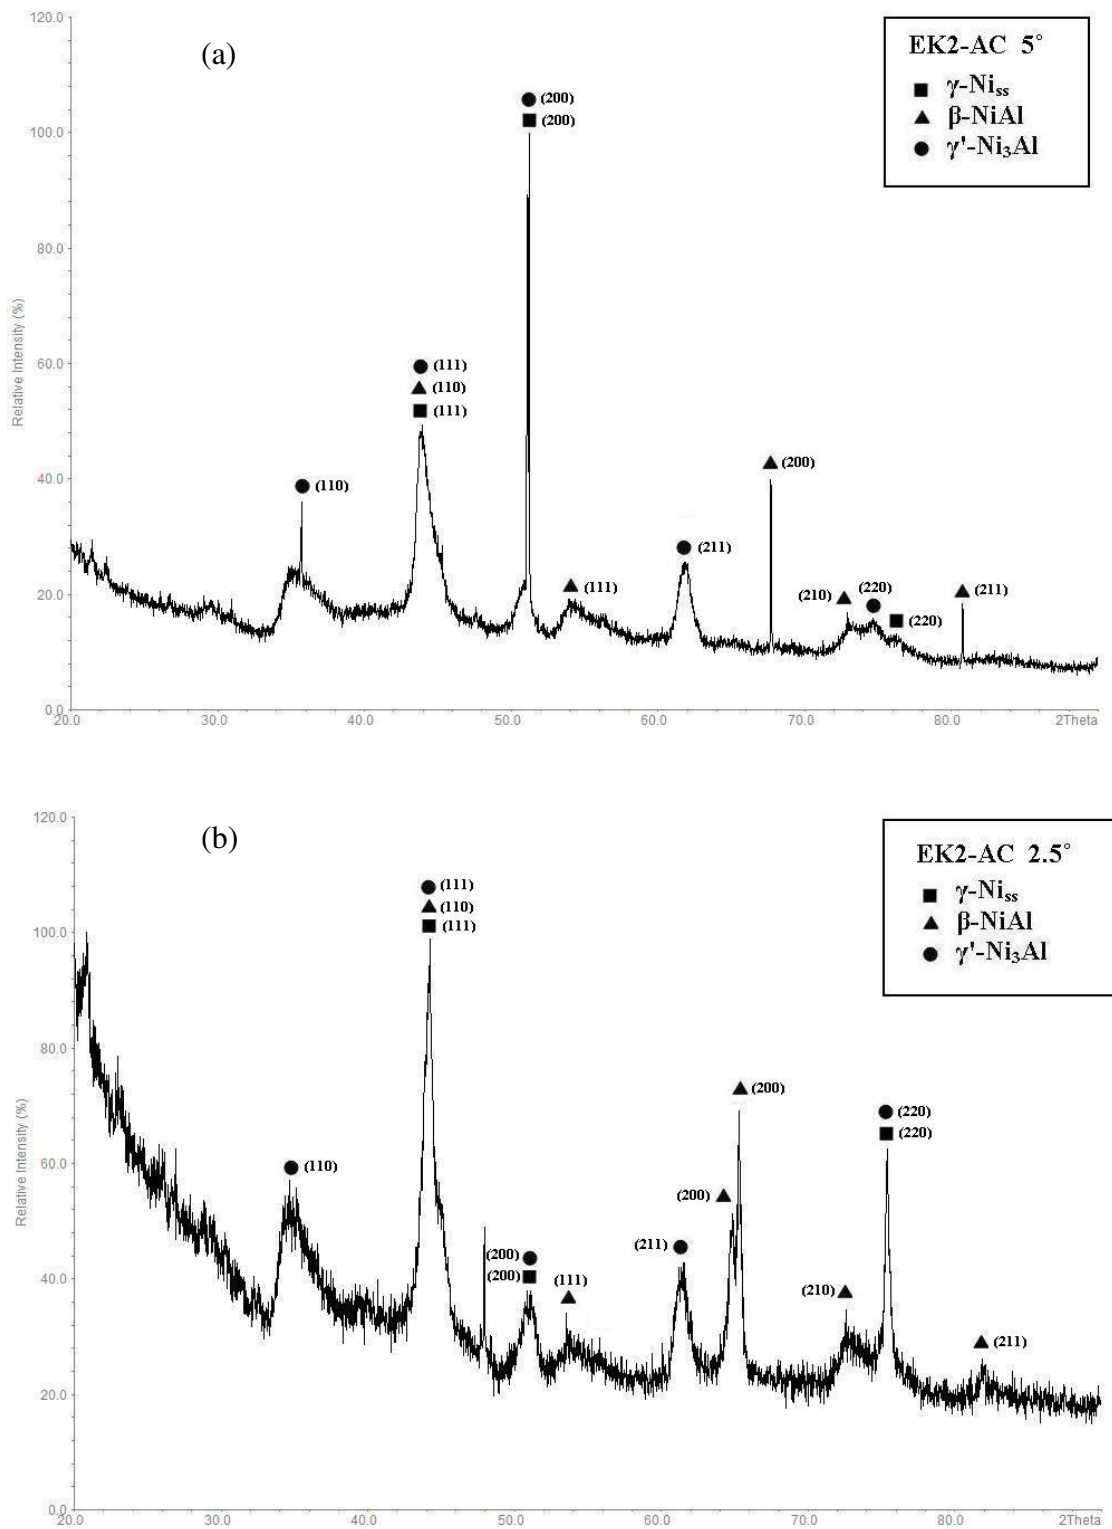 120.0
(a)
EK2-AC 5°
■ γ-Niss
▲ β-NiAl
● γ'-Ni3Al
● (200)
100.0
■ (200)
80.0
Relative Intensity (%)
60.0
● (111)
▲ (110)
■ (111)
▲ (200)
● (110)
40.0
● (211)
▲ (111)
(210) ▲
(220) ●
■ (220)
▲ (211)
20.0
0.0
20.0 30.0 40.0 50.0 60.0 70.0 80.0 2Theta
120.0
(b)
EK2-AC 2.5°
■ γ-Niss
▲ β-NiAl
● γ'-Ni3Al
● (111)
▲ (110)
■ (111)
100.0
80.0
Relative Intensity (%)
▲ (200)
● (220)
■ (220)
60.0
● (110)
(200) ▲
(211) ●
(200) ●
(200) ■
(111) ▲
(210) ▲
▲ (211)
40.0
20.0
0.0
20.0 30.0 40.0 50.0 60.0 70.0 80.0 2Theta